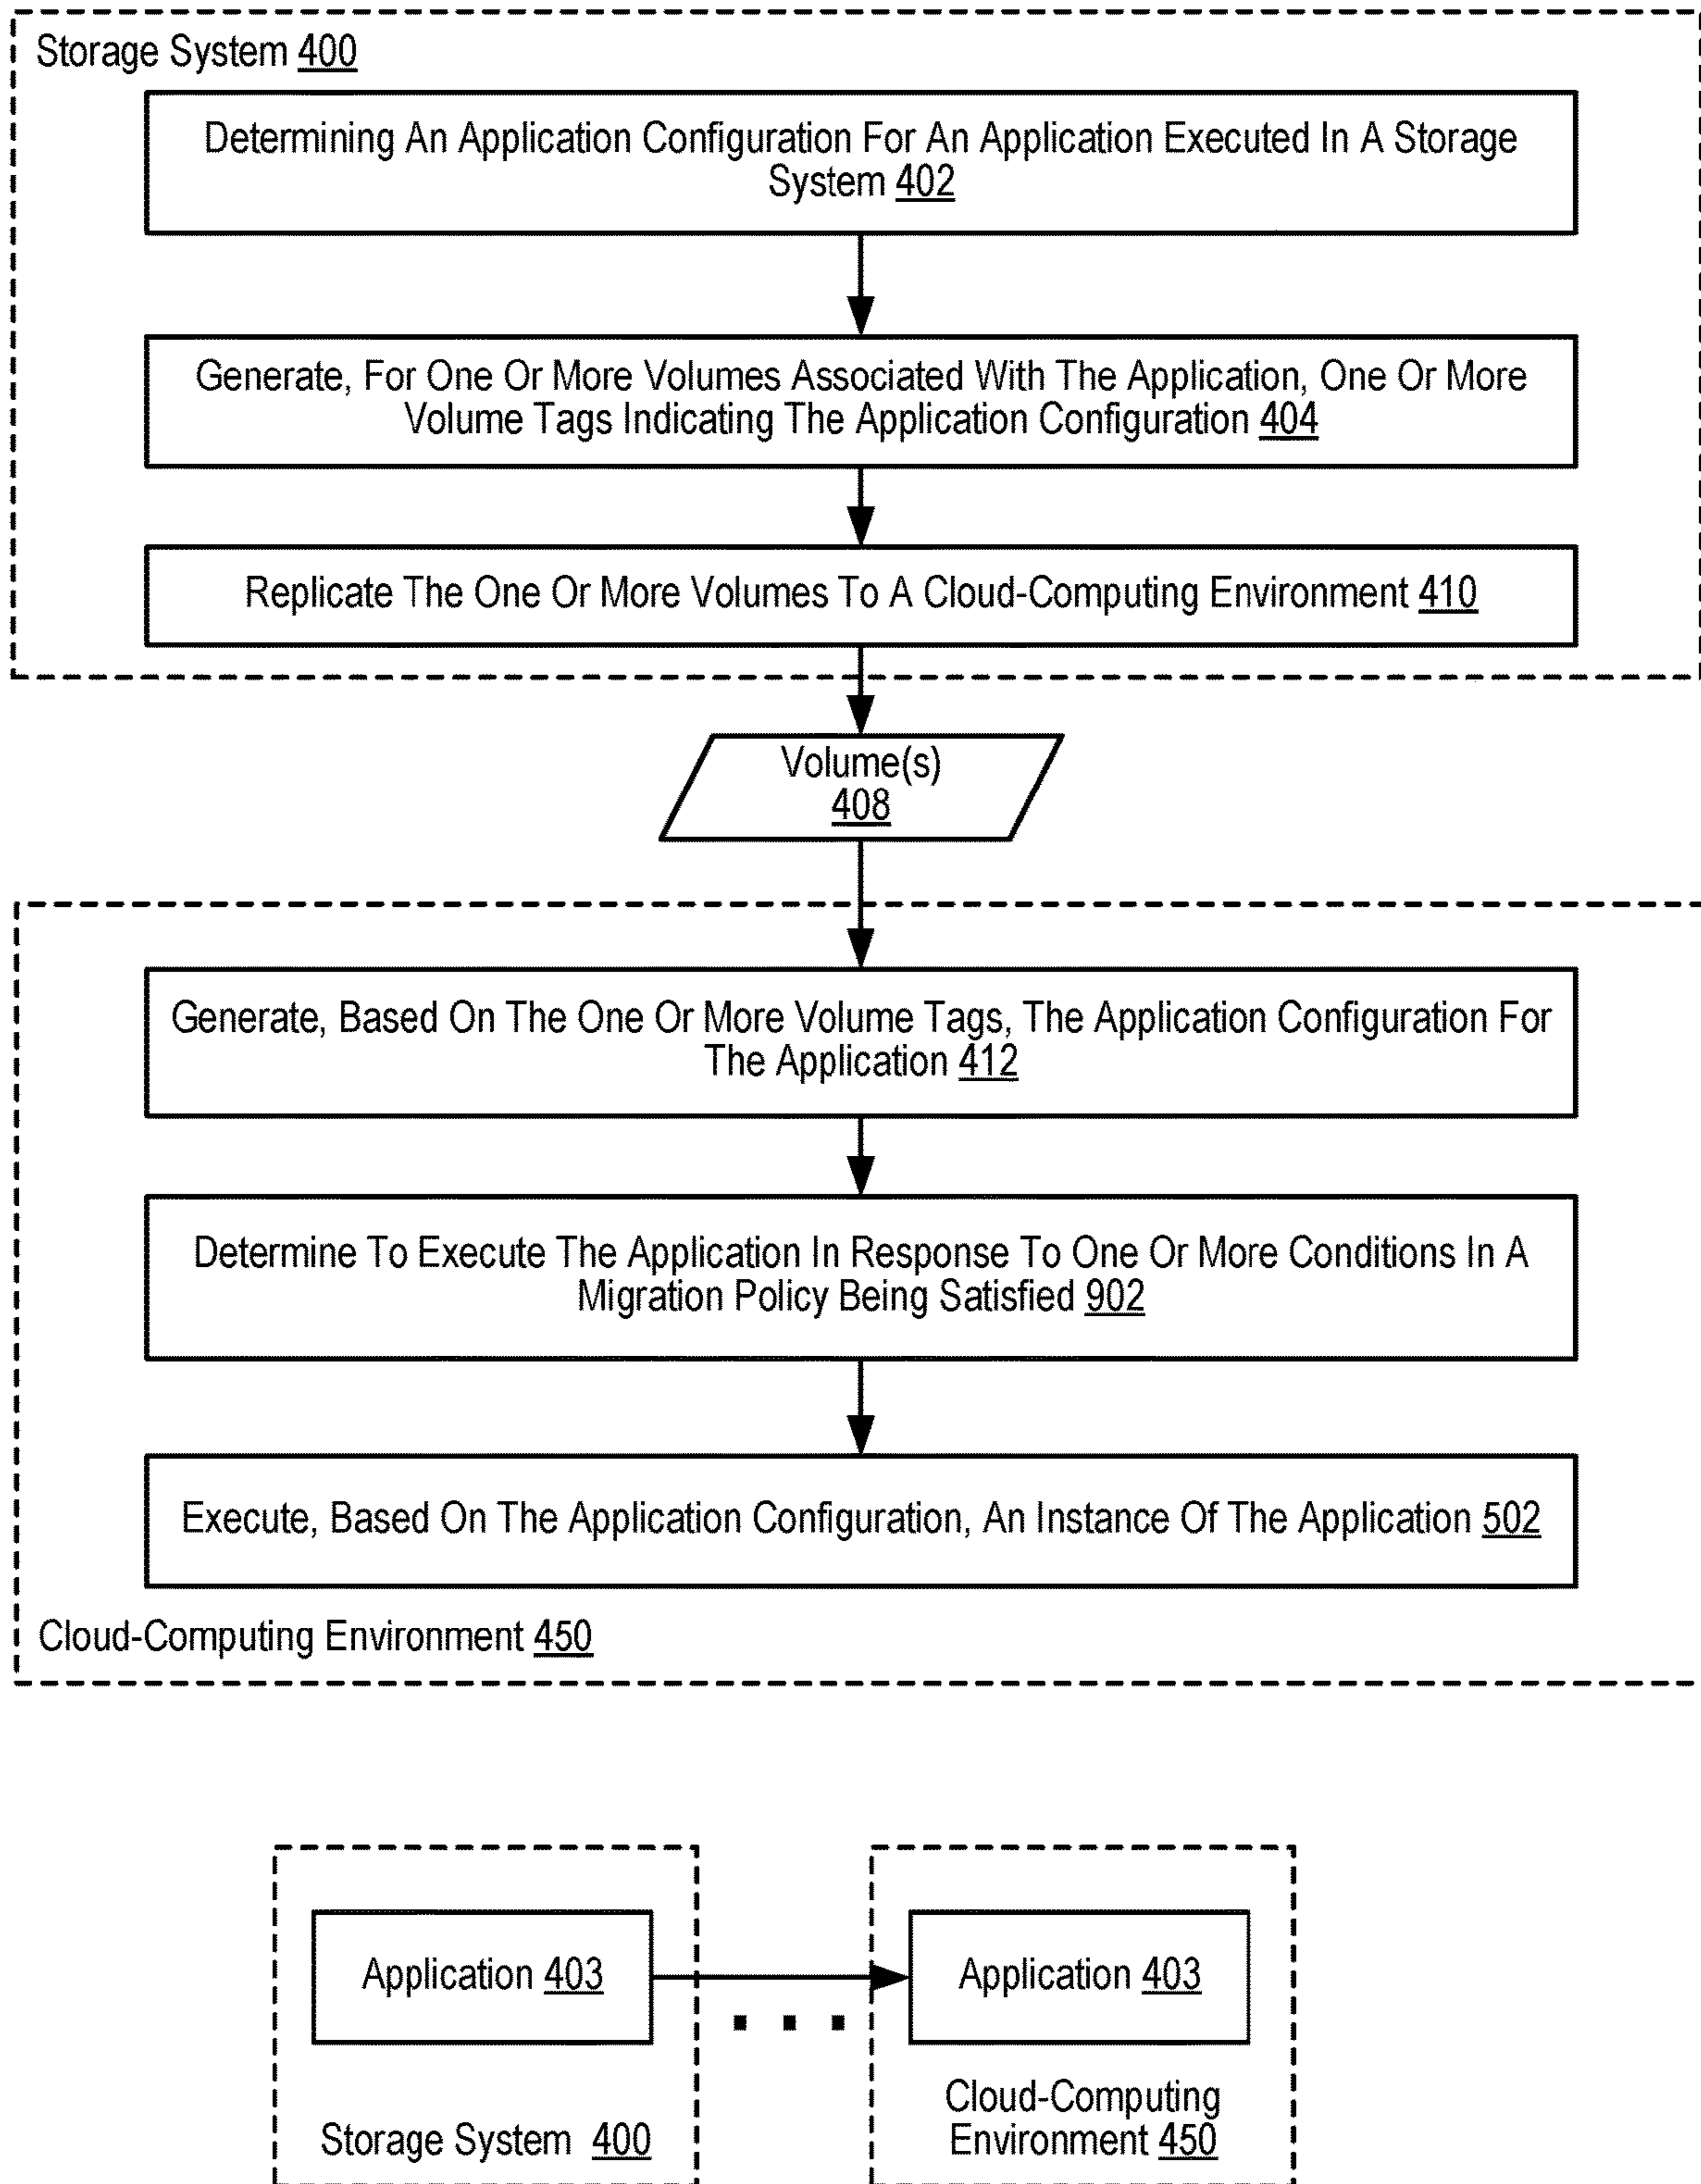 Storage System 400
Determining An Application Configuration For An Application Executed In A Storage
System 402
Generate, For One Or More Volumes Associated With The Application, One Or More
Volume Tags Indicating The Application Configuration 404
Replicate The One Or More Volumes To A Cloud-Computing Environment 410
Volume(s)
408
Generate, Based On The One Or More Volume Tags, The Application Configuration For
The Application 412
Determine To Execute The Application In Response To One Or More Conditions In A
Migration Policy Being Satisfied 902
Execute, Based On The Application Configuration, An Instance Of The Application 502
Cloud-Computing Environment 450
Application 403
Storage System 400
Application 403
Cloud-Computing
Environment 450